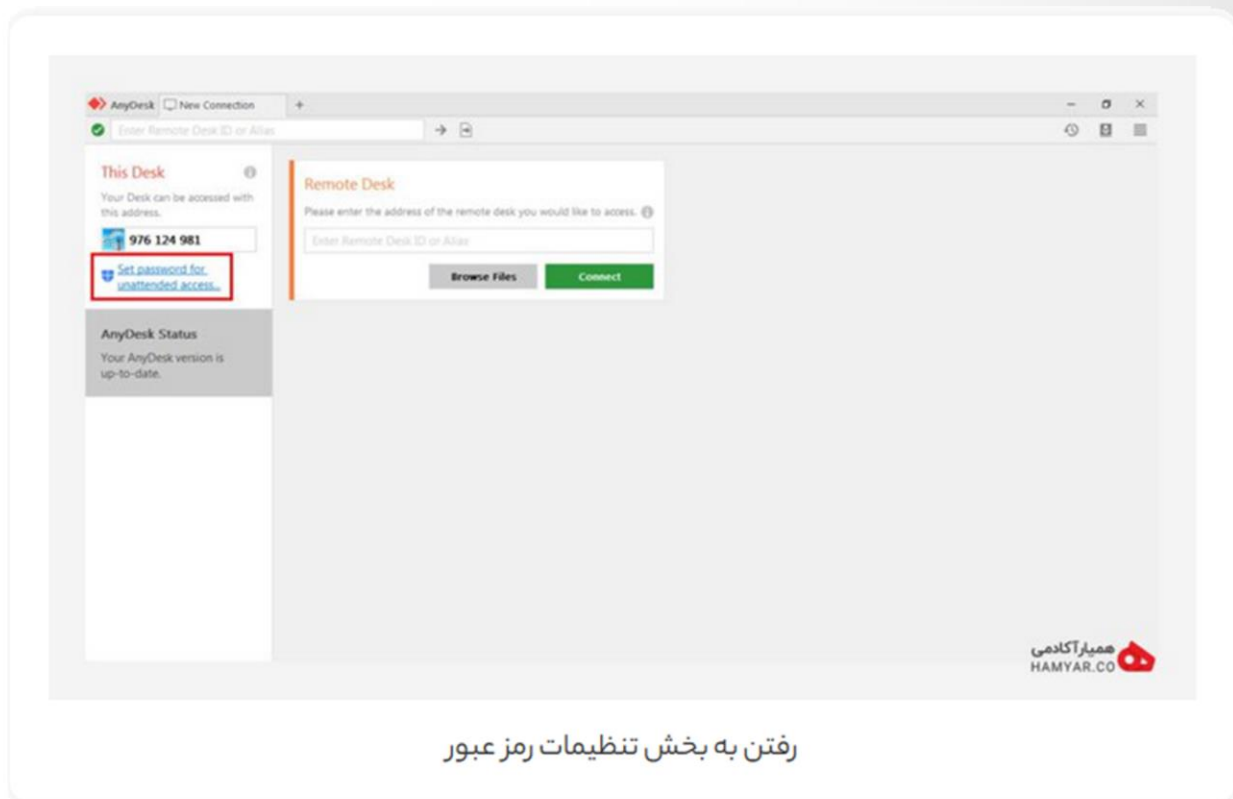 AnyDesk New Connection +
Enter Remote Desk ID or Alias
This Desk
Your Desk can be accessed with
this address.
976 124 981
Set password for
unattended access...
AnyDesk Status
Your AnyDesk version is
up-to-date.
Remote Desk
Please enter the address of the remote desk you would like to access.
Enter Remote Desk ID or Alias
Browse Files Connect
همیارآکادمی
HAMYAR.CO
رفتن به بخش تنظیمات رمز عبور